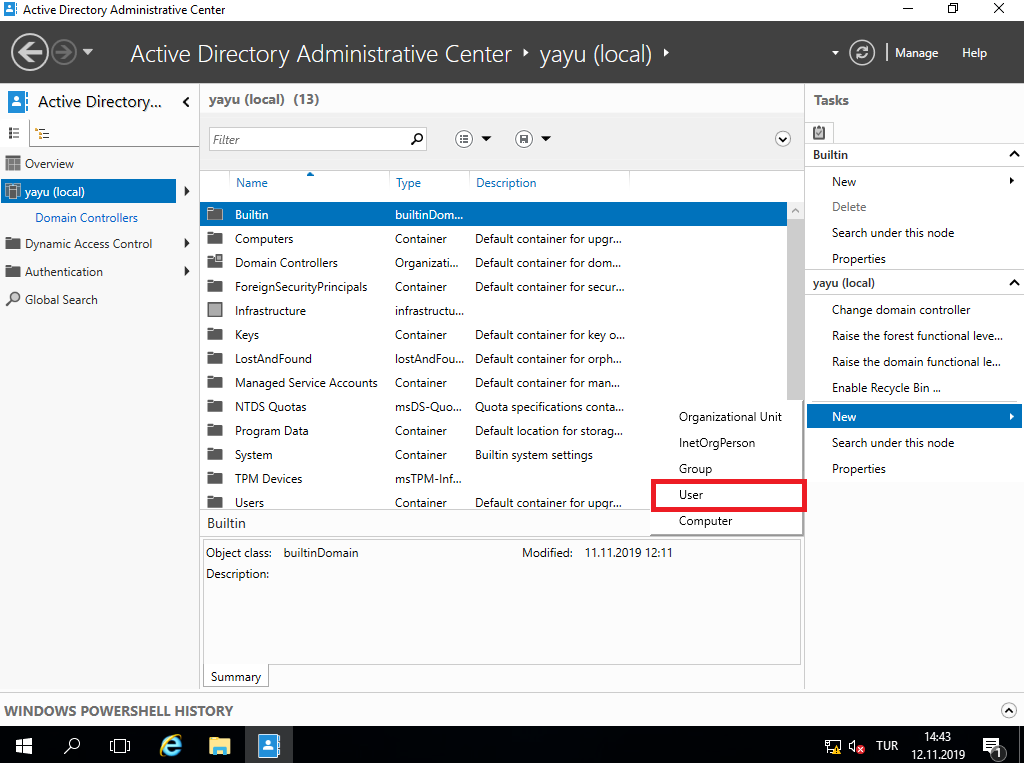 Active Directory Administrative Center
Active Directory Administrative Center yayu (local)
Manage
Help
Active Directory...
Overview
yayu (local)
Domain Controllers
Dynamic Access Control
Authentication
Global Search
yayu (local) (13)
Filter
Name Type Description
Builtin builtinDom...
Computers Container Default container for upgr...
Domain Controllers Organizati... Default container for dom...
ForeignSecurityPrincipals Container Default container for secur...
Infrastructure infrastructu...
Keys Container Default container for key o...
LostAndFound lostAndFou... Default container for orph...
Managed Service Accounts Container Default container for man...
NTDS Quotas msDS-Quo... Quota specifications conta...
Program Data Container Default location for storag...
System Container Builtin system settings
TPM Devices msTPM-Inf...
Users Container Default container for upgr...
Organizational Unit
InetOrgPerson
Group
User
Computer
Builtin
Object class: builtinDomain Modified: 11.11.2019 12:11
Description:
Summary
Tasks
Builtin
New
Delete
Search under this node
Properties
yayu (local)
Change domain controller
Raise the forest functional leve...
Raise the domain functional le...
Enable Recycle Bin ...
New
Search under this node
Properties
WINDOWS POWERSHELL HISTORY
TUR
14:43
12.11.2019
1